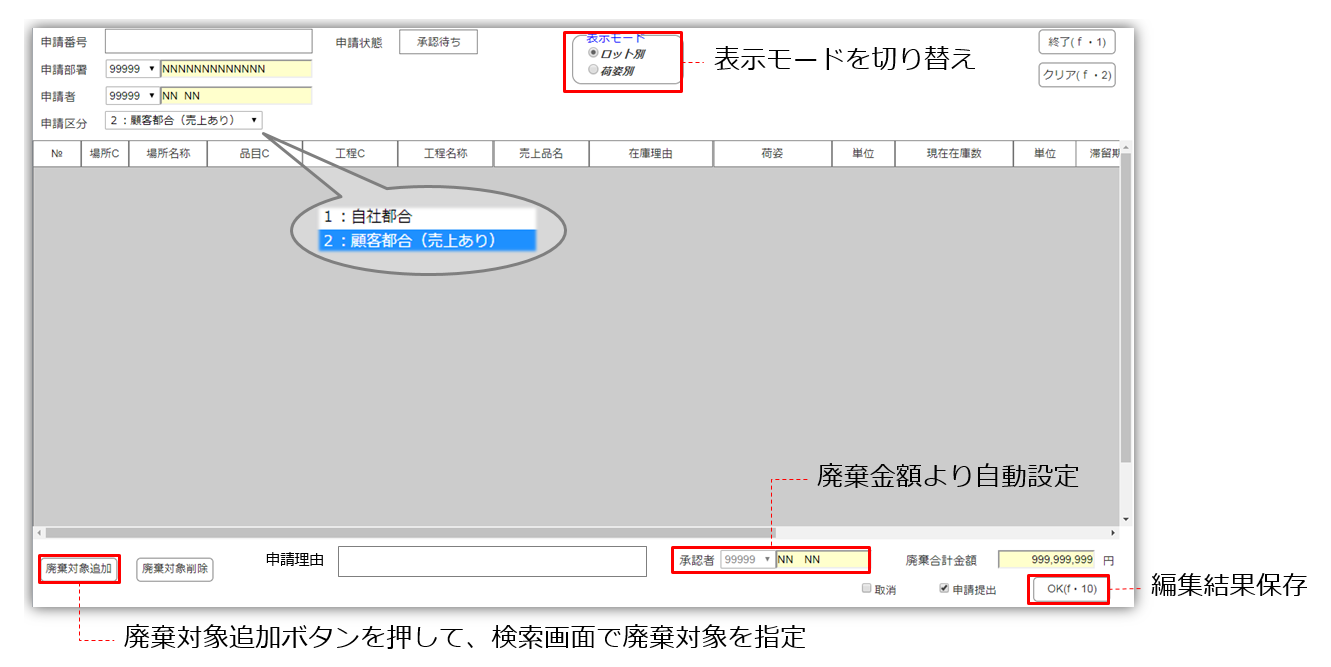 申請番号 申請状態 承認待ち 表示モード 終了(ｆ・1)
●ロット別 表示モードを切り替え
申請部署 99999 ▼ NNNNNNNNNNNNN ○荷姿別 クリア(ｆ・2)
申請者 99999 ▼ NN NN
申請区分 2：顧客都合（売上あり） ▼
№ 場所C 場所名称 品目C 工程C 工程名称 売上品名 在庫理由 荷姿 単位 現在在庫数 単位 滞留期
1：自社都合
2：顧客都合（売上あり）
廃棄金額より自動設定
廃棄対象追加 廃棄対象削除 申請理由 承認者 99999 ▼ NN NN 廃棄合計金額 999,999,999 円
取消 ✔申請提出 OK(f・10) 編集結果保存
廃棄対象追加ボタンを押して、検索画面で廃棄対象を指定